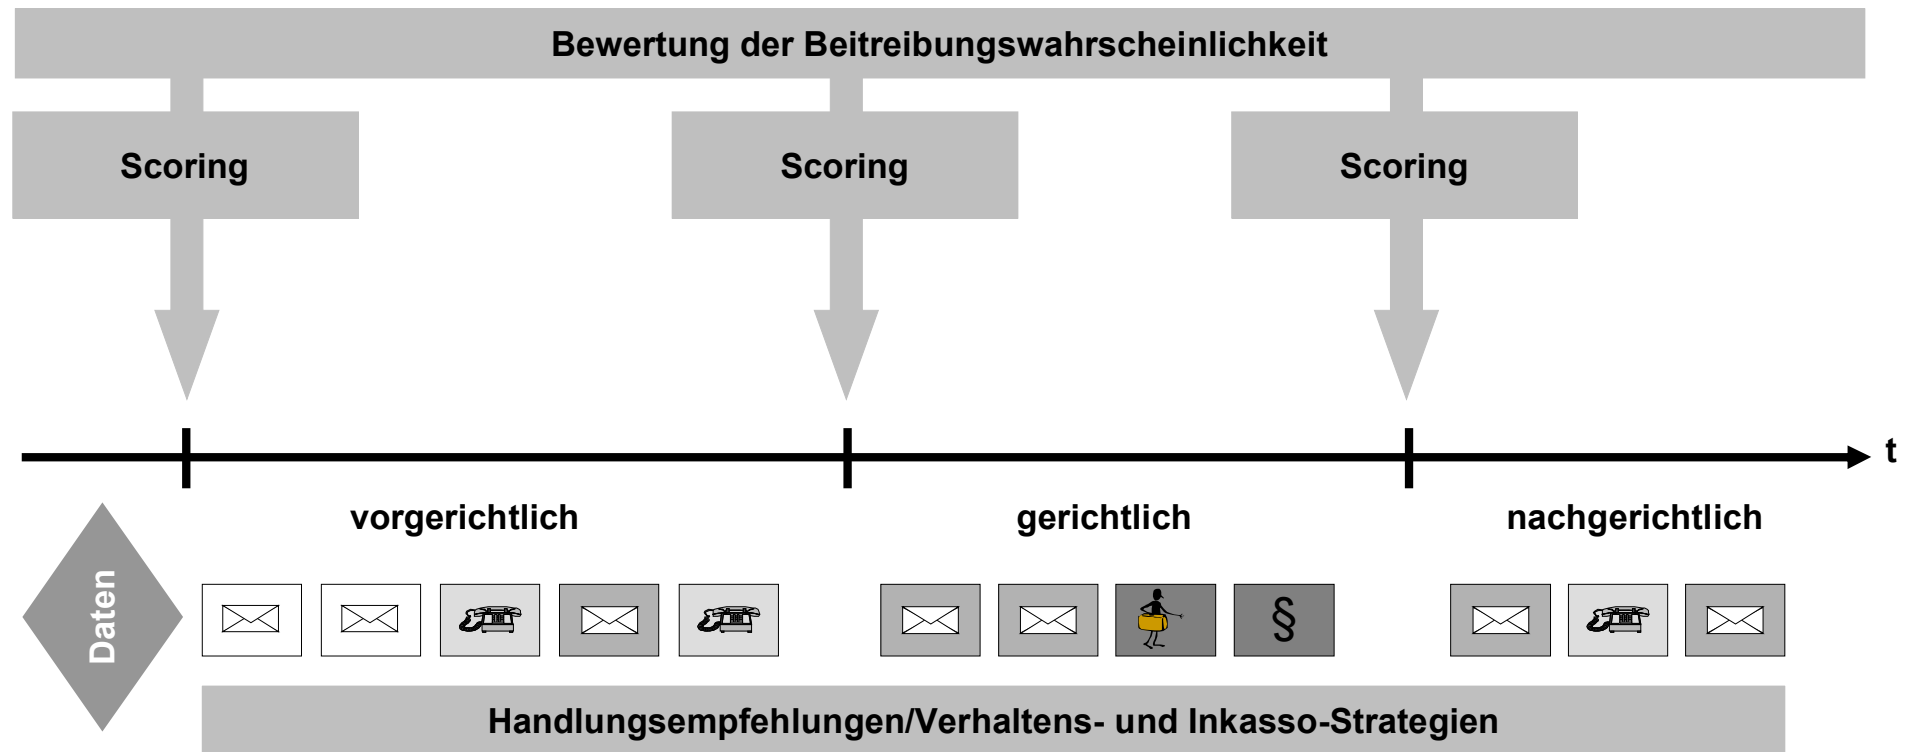 Bewertung der Beitreibungswahrscheinlichkeit
Scoring
Scoring
Scoring
t
vorgerichtlich
gerichtlich
nachgerichtlich
Daten
§
Handlungsempfehlungen/Verhaltens- und Inkasso-Strategien